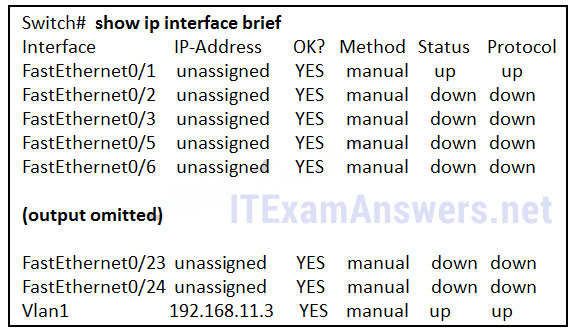 Switch# show ip interface brief
Interface IP-Address OK? Method Status Protocol
FastEthernet0/1 unassigned YES manual up up
FastEthernet0/2 unassigned YES manual down down
FastEthernet0/3 unassigned YES manual down down
FastEthernet0/5 unassigned YES manual down down
FastEthernet0/6 unassigned YES manual down down
(output omitted)
ITExamAnswers.net
FastEthernet0/23 unassigned YES manual down down
FastEthernet0/24 unassigned YES manual down down
Vlan1 192.168.11.3 YES manual up up